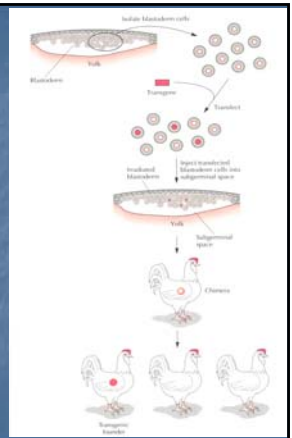 Isolate blastoderm cells
Yolk
Blastoderm
Transgene
Transfect
Irradiated
blastoderm
Inject transfected
blastoderm cells into
subgerminal space
Yolk
Subgerminal
space
Chimera
Transgenic
founder